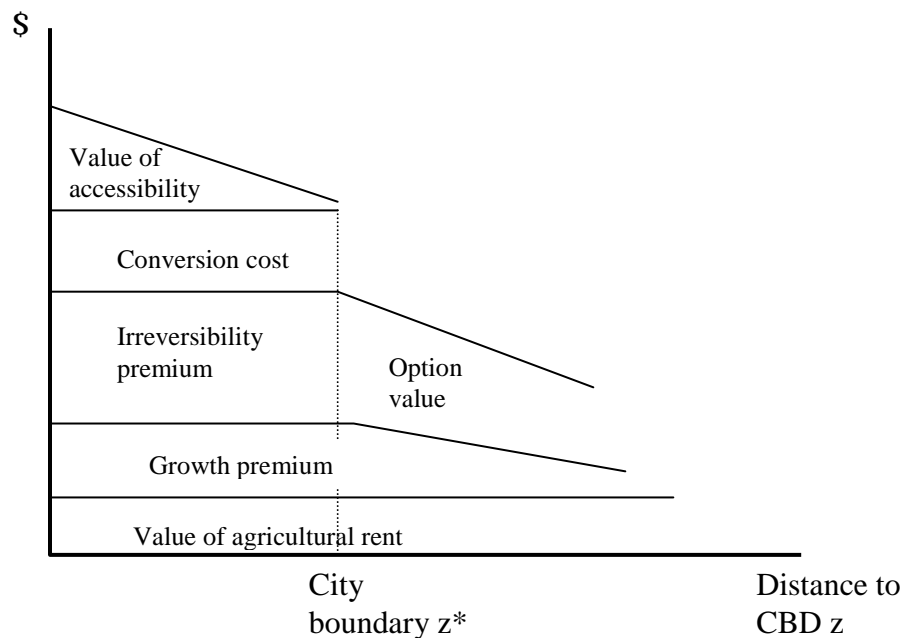 $
Value of
accessibility
Conversion cost
Irreversibility
premium
Option
value
Growth premium
Value of agricultural rent
City
boundary z*
Distance to
CBD z